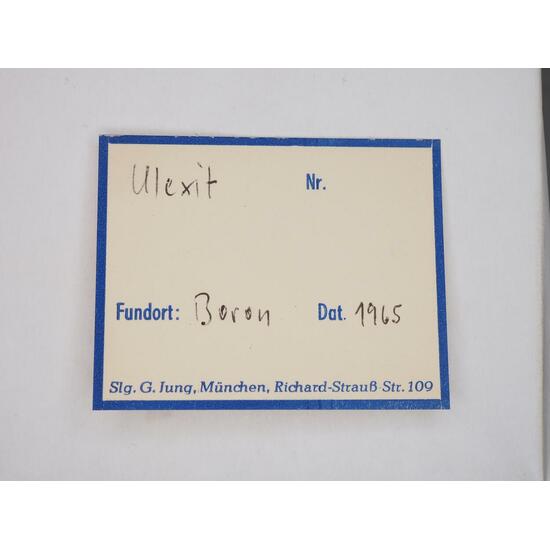 Ulexit Nr.
Fundort: Boron Dat. 1965
Slg. G. Jung, München, Richard-Strauß-Str. 109